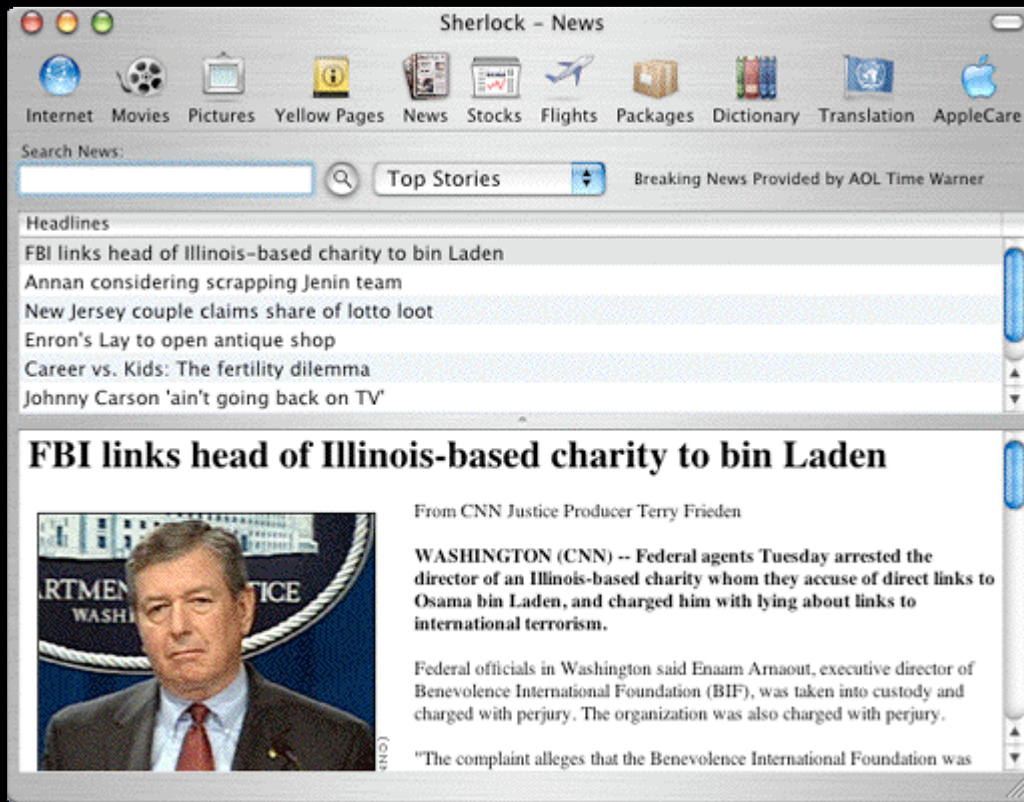 Sherlock – News
Internet Movies Pictures Yellow Pages News Stocks Flights Packages Dictionary Translation AppleCare
Search News:
Top Stories
Breaking News Provided by AOL Time Warner
Headlines
FBI links head of Illinois-based charity to bin Laden
Annan considering scrapping Jenin team
New Jersey couple claims share of lotto loot
Enron's Lay to open antique shop
Career vs. Kids: The fertility dilemma
Johnny Carson 'ain't going back on TV'
FBI links head of Illinois-based charity to bin Laden
RTMEN TICE
WASHI
(CNN
From CNN Justice Producer Terry Frieden
WASHINGTON (CNN) -- Federal agents Tuesday arrested the
director of an Illinois-based charity whom they accuse of direct links to
Osama bin Laden, and charged him with lying about links to
international terrorism.
Federal officials in Washington said Enaam Arnaout, executive director of
Benevolence International Foundation (BIF), was taken into custody and
charged with perjury. The organization was also charged with perjury.
"The complaint alleges that the Benevolence International Foundation was